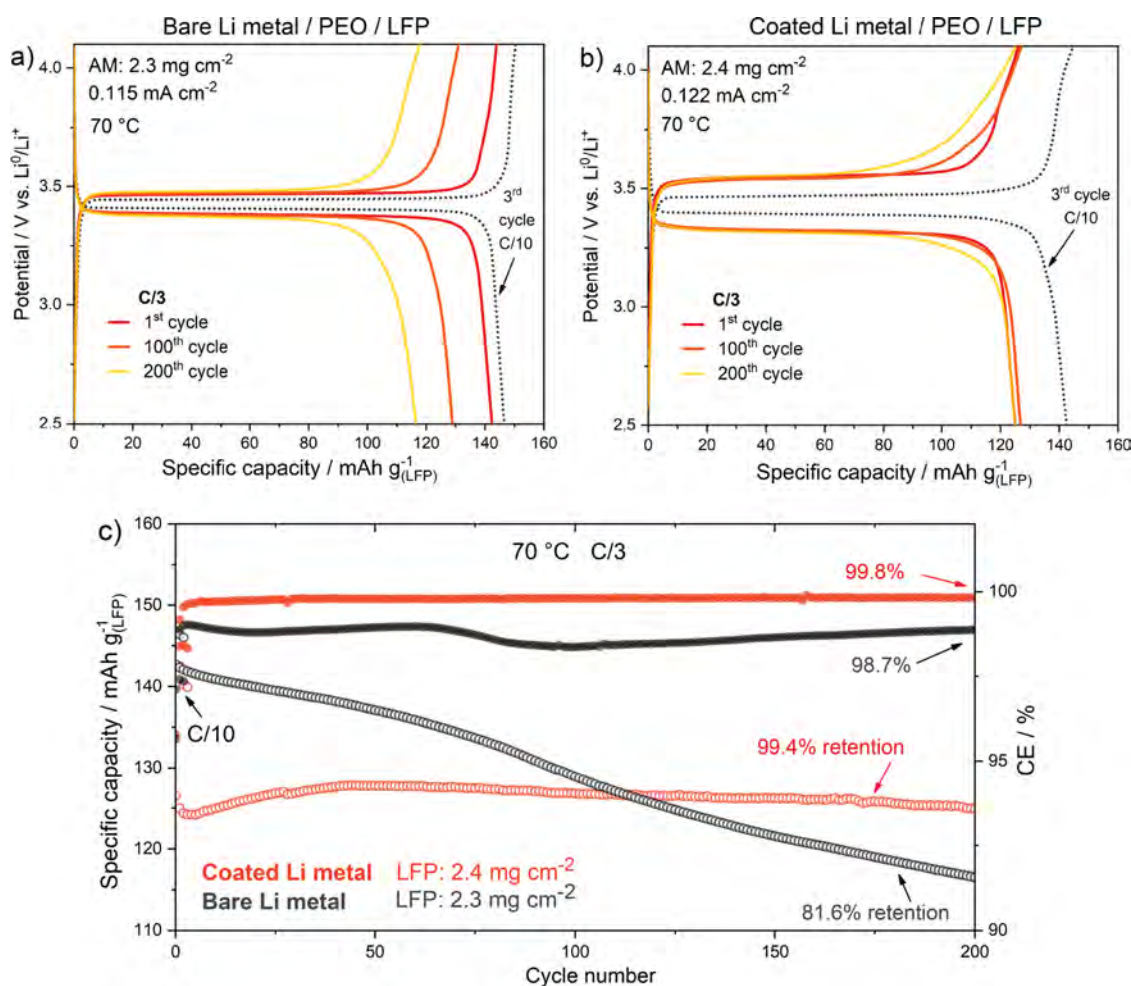 Bare Li metal / PEO / LFP
a)
AM: 2.3 mg cm⁻²
0.115 mA cm⁻²
70 °C
4.0
3.5
3.0
2.5
Potential / V vs. Li⁰/Li⁺
3ʳᵈ
cycle
C/10
C/3
1ˢᵗ cycle
100ᵗʰ cycle
200ᵗʰ cycle
0 20 40 60 80 100 120 140 160
Specific capacity / mAh g⁻¹(LFP)
Coated Li metal / PEO / LFP
b)
AM: 2.4 mg cm⁻²
0.122 mA cm⁻²
70 °C
4.0
3.5
3.0
2.5
Potential / V vs. Li⁰/Li⁺
3ʳᵈ cycle
C/10
C/3
1ˢᵗ cycle
100ᵗʰ cycle
200ᵗʰ cycle
0 20 40 60 80 100 120 140 160
Specific capacity / mAh g⁻¹(LFP)
c)
70 °C C/3
160
150
140
130
120
110
Specific capacity / mAh g⁻¹(LFP)
99.8%
98.7%
C/10
99.4% retention
Coated Li metal LFP: 2.4 mg cm⁻²
Bare Li metal LFP: 2.3 mg cm⁻²
81.6% retention
100
95
90
CE / %
0 50 100 150 200
Cycle number